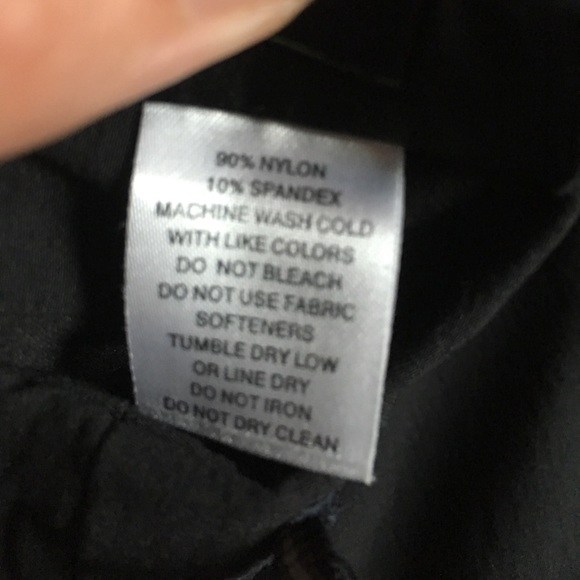 90% NYLON
10% SPANDEX
MACHINE WASH COLD
WITH LIKE COLORS
DO NOT BLEACH
DO NOT USE FABRIC
SOFTENERS
TUMBLE DRY LOW
OR LINE DRY
DO NOT IRON
DO NOT DRY CLEAN